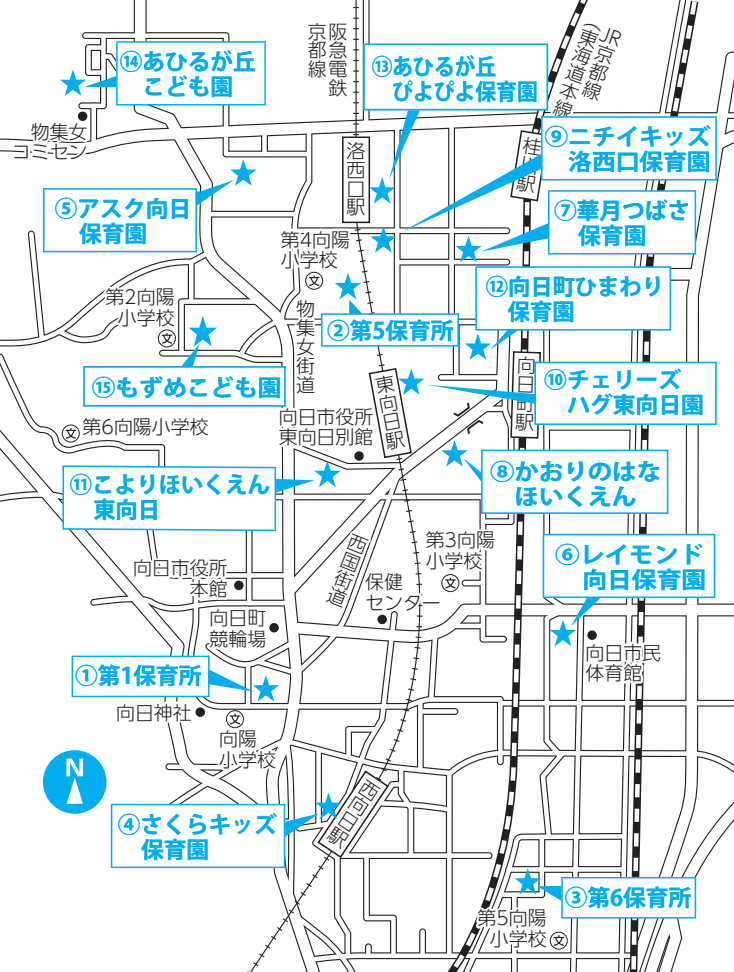 阪急電鉄
京都線
JR京都線
(東海道本線)
⑭あひるが丘
こども園
⑬あひるが丘
ぴよぴよ保育園
物集女
コミセン
洛西口駅
桂川駅
⑨ニチイキッズ
洛西口保育園
⑤アスク向日
保育園
⑦華月つばさ
保育園
第4向陽
小学校
文
⑫向日町ひまわり
保育園
第2向陽
小学校
文
物集女街道
②第5保育所
⑮もずめこども園
東向日駅
向日町駅
⑩チェリーズ
ハグ東向日園
文
第6向陽小学校
向日市役所
東向日別館
⑧かおりのはな
ほいくえん
⑪こよりほいくえん
東向日
西国街道
第3向陽
小学校
文
⑥レイモンド
向日保育園
向日市役所
本館
保健
センター
向日町
競輪場
向日市民
体育館
①第1保育所
向日神社
文
向陽
小学校
N
④さくらキッズ
保育園
西向日駅
③第6保育所
第5向陽
小学校
文